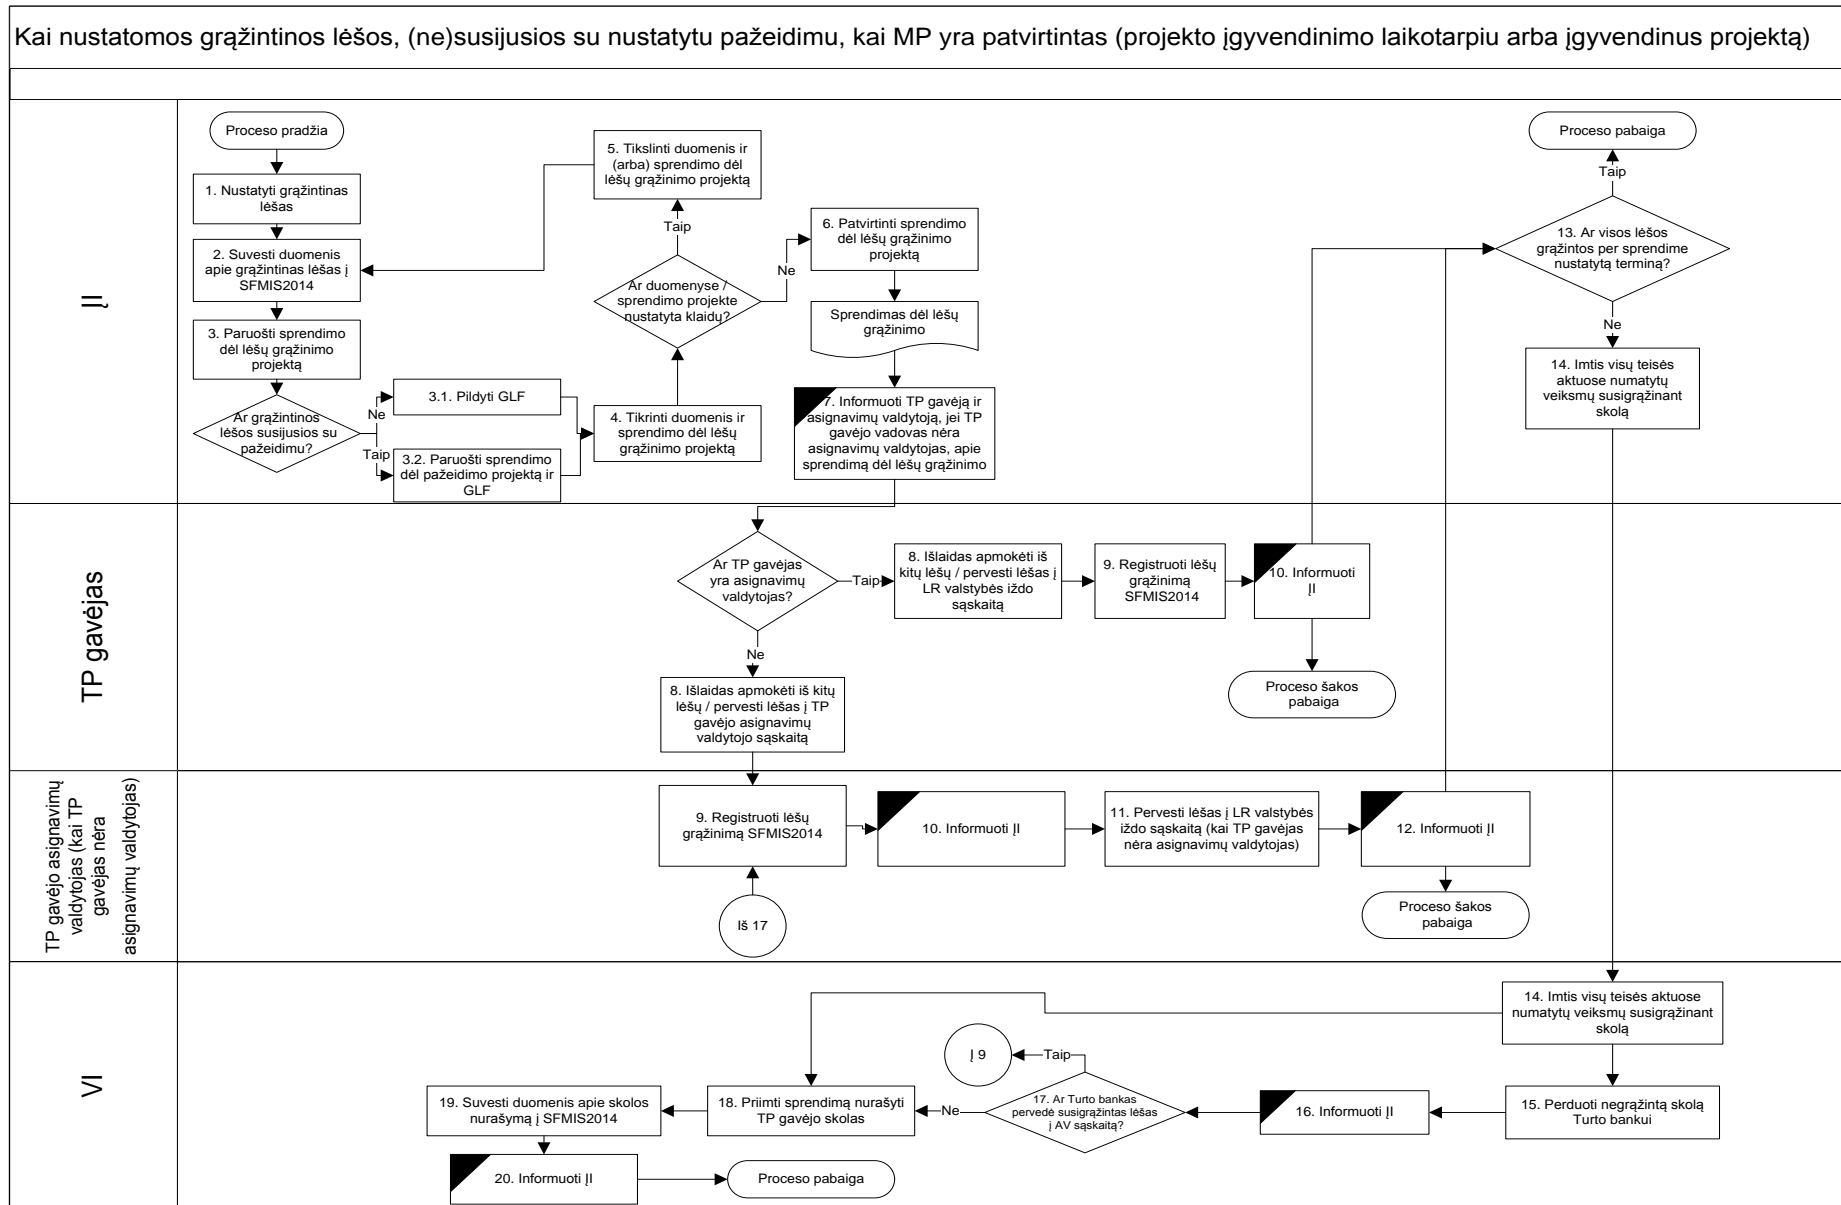 Kai nustatomos grąžintinos lėšos, (ne)susijusios su nustatytu pažeidimu, kai MP yra patvirtintas (projekto įgyvendinimo laikotarpiu arba įgyvendinus projektą)
ĮI
Proceso pradžia
1. Nustatyti grąžintinas
lėšas
2. Suvesti duomenis
apie grąžintinas lėšas į
SFMIS2014
3. Paruošti sprendimo
dėl lėšų grąžinimo
projektą
Ar grąžintinos
lėšos susijusios su
pažeidimu?
Ne
Taip
3.1. Pildyti GLF
3.2. Paruošti sprendimo
dėl pažeidimo projektą ir
GLF
4. Tikrinti duomenis ir
sprendimo dėl lėšų
grąžinimo projektą
Ar duomenyse /
sprendimo projekte
nustatyta klaidų?
Taip
Ne
5. Tikslinti duomenis ir
(arba) sprendimo dėl
lėšų grąžinimo projektą
6. Patvirtinti sprendimo
dėl lėšų grąžinimo
projektą
Sprendimas dėl lėšų
grąžinimo
7. Informuoti TP gavėją ir
asignavimų valdytoją, jei TP
gavėjo vadovas nėra
asignavimų valdytojas, apie
sprendimą dėl lėšų grąžinimo
Proceso pabaiga
Taip
13. Ar visos lėšos
grąžintos per sprendime
nustatytą terminą?
Ne
14. Imtis visų teisės
aktuose numatytų
veiksmų susigrąžinant
skolą
TP gavėjas
Ar TP gavėjas
yra asignavimų
valdytojas?
Taip
Ne
8. Išlaidas apmokėti iš
kitų lėšų / pervesti lėšas į
LR valstybės iždo
sąskaitą
9. Registruoti lėšų
grąžinimą
SFMIS2014
10. Informuoti
ĮI
Proceso šakos
pabaiga
8. Išlaidas apmokėti iš kitų
lėšų / pervesti lėšas į TP
gavėjo asignavimų
valdytojo sąskaitą
TP gavėjo asignavimų
valdytojas (kai TP
gavėjas nėra
asignavimų valdytojas)
9. Registruoti lėšų
grąžinimą SFMIS2014
10. Informuoti ĮI
11. Pervesti lėšas į LR valstybės
iždo sąskaitą (kai TP gavėjas
nėra asignavimų valdytojas)
12. Informuoti ĮI
Iš 17
Proceso šakos
pabaiga
VI
14. Imtis visų teisės aktuose
numatytų veiksmų susigrąžinant
skolą
15. Perduoti negrąžintą skolą
Turto bankui
16. Informuoti ĮI
17. Ar Turto bankas
pervedė susigrąžintas lėšas
į AV sąskaitą?
Taip
Į 9
Ne
18. Priimti sprendimą nurašyti
TP gavėjo skolas
19. Suvesti duomenis apie skolos
nurašymą į SFMIS2014
20. Informuoti ĮI
Proceso pabaiga